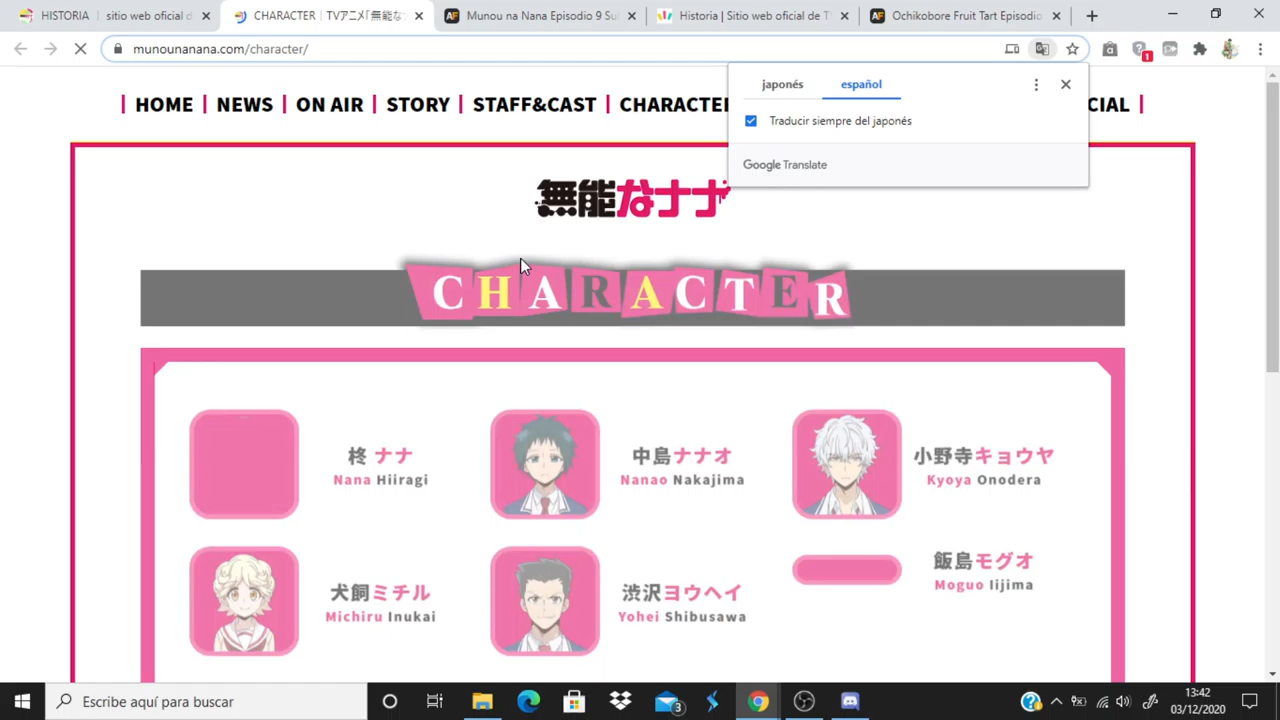 HISTORIA | sitio web oficial d
CHARACTER｜TVアニメ「無能な
Munou na Nana Episodio 9 Su
Historia | Sitio web oficial de T
Ochikobore Fruit Tart Episodio
munounanana.com/character/
1
HOME NEWS ON AIR STORY STAFF&CAST CHARACTER CIAL
japonés español
Traducir siempre del japonés
Google Translate
無能なナナ
CHARACTER
柊 ナナ
Nana Hiiragi
中島ナナオ
Nanao Nakajima
小野寺キョウヤ
Kyoya Onodera
犬飼ミチル
Michiru Inukai
渋沢ヨウヘイ
Yohei Shibusawa
飯島モグオ
Moguo Iijima
Escribe aquí para buscar
3
13:42
03/12/2020